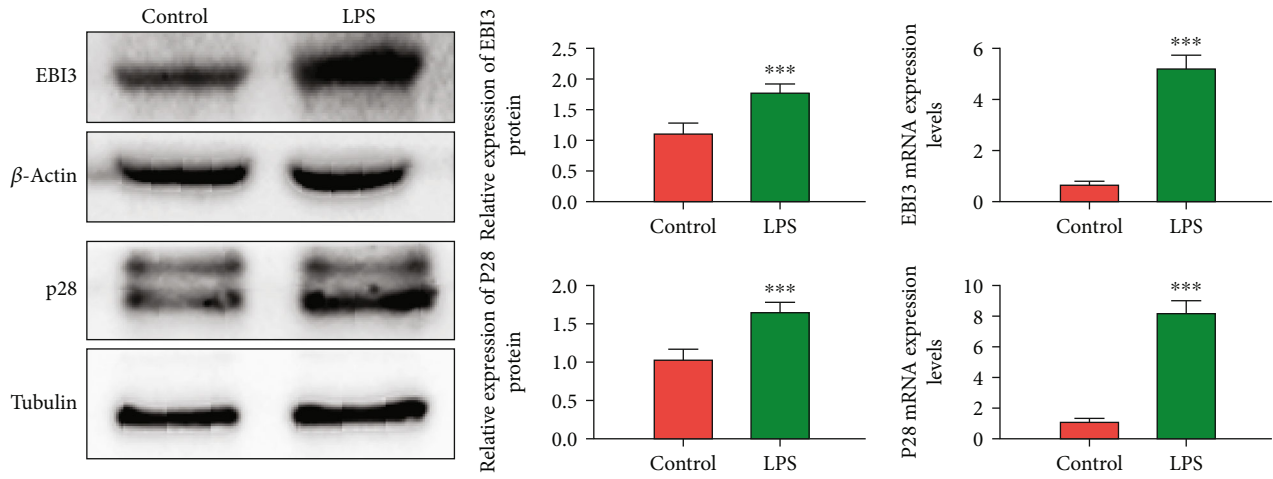 Control LPS
EBI3
β-Actin
p28
Tubulin
Relative expression of EBI3
protein
2.5
2.0
1.5
1.0
0.5
0.0
***
Control LPS
EBI3 mRNA expression
levels
6
4
2
0
***
Control LPS
Relative expression of P28
protein
2.0
1.5
1.0
0.5
0.0
***
Control LPS
P28 mRNA expression
levels
10
8
6
4
2
0
***
Control LPS